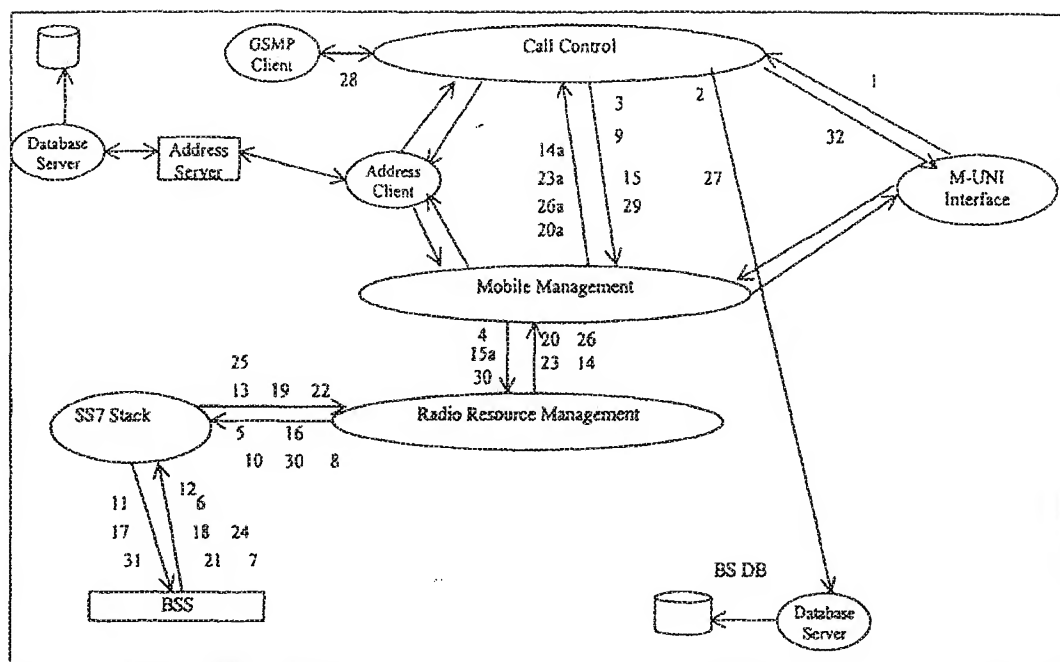 GSMP
Client
28
Call Control
1
3
2
9
32
Database
Server
Address
Server
Address
Client
14a
23a
26a
20a
15
29
27
M-UNI
Interface
Mobile Management
4
15a
30
20 26
23 14
25
13 19 22
SS7 Stack
Radio Resource Management
5 16
10 30 8
11
17
31
12
6
18 24
21 7
BSS
BS DB
Database
Server